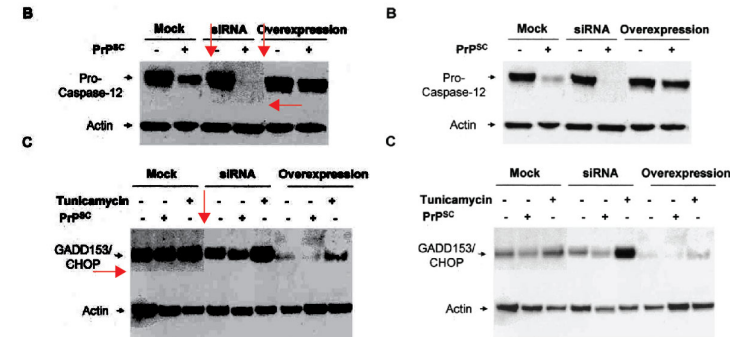 B
Mock siRNA Overexpression
PrPSC - + - + - +
Pro-
Caspase-12
Actin
C
Mock siRNA Overexpression
Tunicamycin - - + - - + - - +
PrPSC - + - - + - - + -
GADD153/
CHOP
Actin
B
Mock siRNA Overexpression
PrPSC - + - + - +
Pro-
Caspase-12
Actin
C
Mock siRNA Overexpression
Tunicamycin - - + - - + - - +
PrPSC - + - - + - - + -
GADD153/
CHOP
Actin